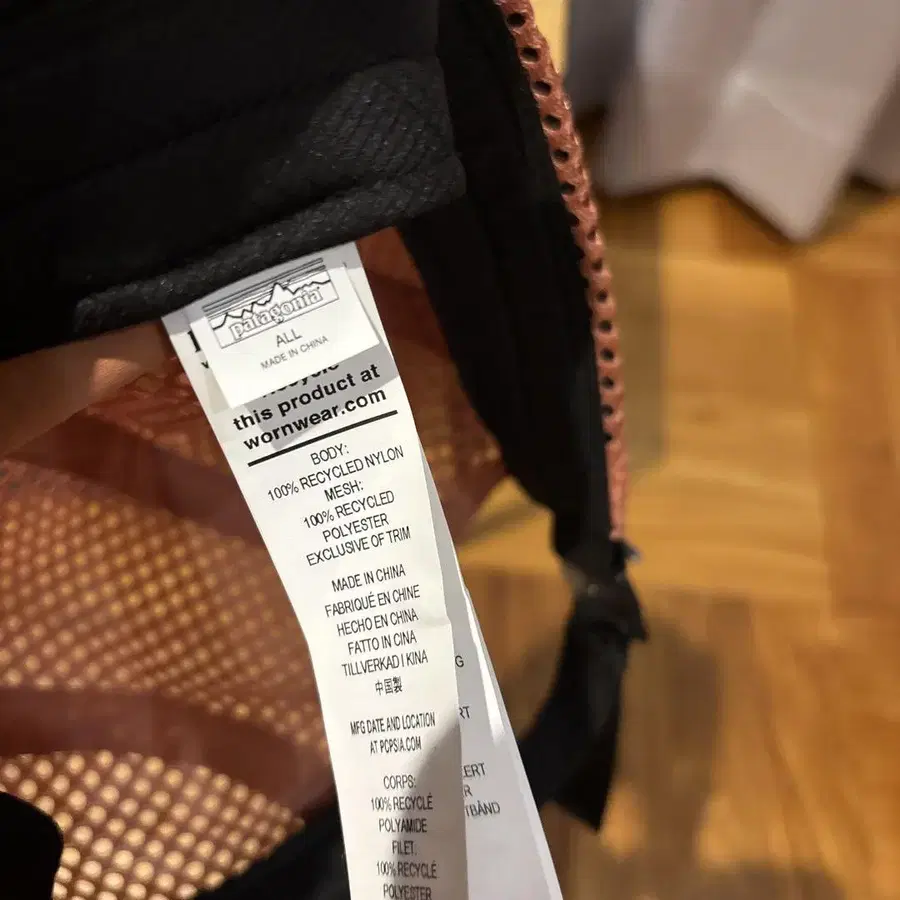 patagonia
ALL
MADE IN CHINA
this product at
wornwear.com
BODY:
100% RECYCLED NYLON
MESH:
100% RECYCLED
POLYESTER
EXCLUSIVE OF TRIM
MADE IN CHINA
FABRIQUÉ EN CHINE
HECHO EN CHINA
FATTO IN CINA
TILLVERKAD I KINA
中国製
MFG DATE AND LOCATION
AT PCPSIA.COM
CORPS:
100% RECYCLÉ
POLYAMIDE
FILET:
100% RECYCLÉ
POLYESTER